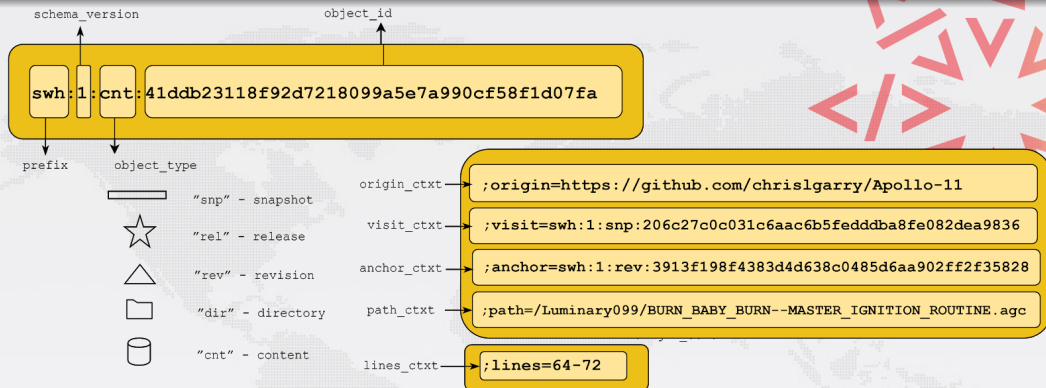 schema_version
object_id
swh:1:cnt:41ddb23118f92d7218099a5e7a990cf58f1d07fa
prefix
object_type
"snp" - snapshot
"rel" - release
"rev" - revision
"dir" - directory
"cnt" - content
origin_ctxt
;origin=https://github.com/chrislgarry/Apollo-11
visit_ctxt
;visit=swh:1:snp:206c27c0c031c6aac6b5fedddba8fe082dea9836
anchor_ctxt
;anchor=swh:1:rev:3913f198f4383d4d638c0485d6aa902ff2f35828
path_ctxt
;path=/Luminary099/BURN_BABY_BURN--MASTER_IGNITION_ROUTINE.agc
lines_ctxt
;lines=64-72